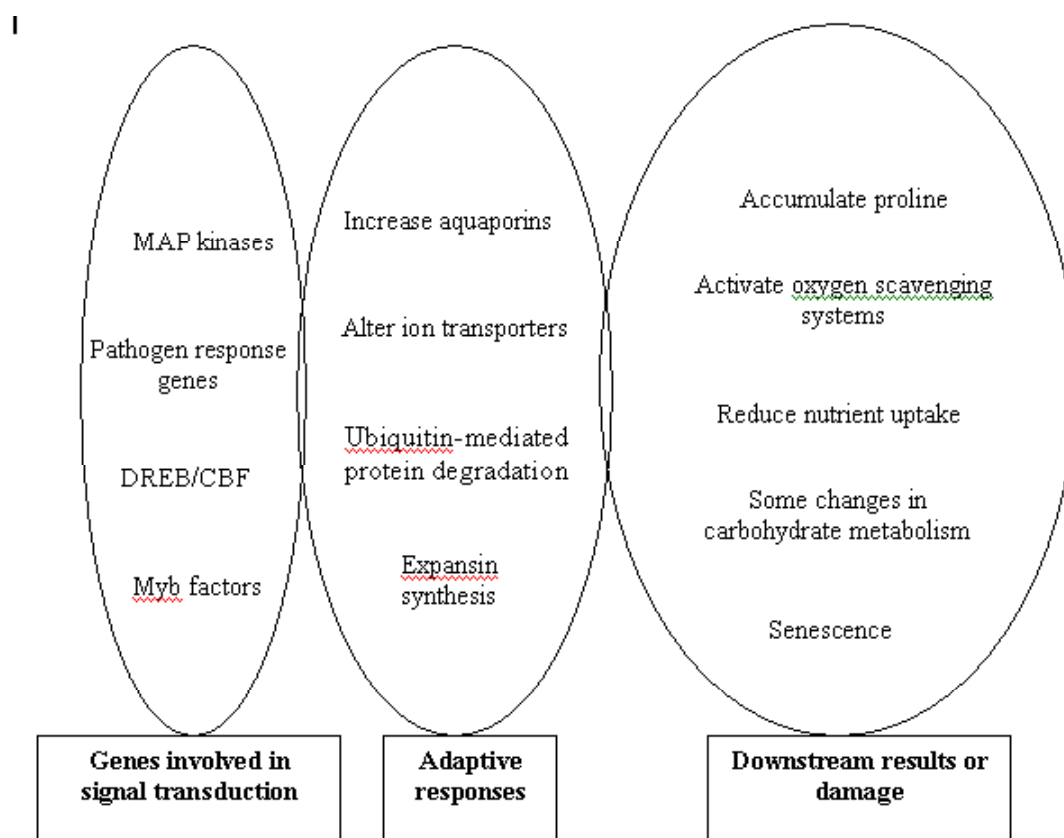 I
MAP kinases
Pathogen response
genes
DREB/CBF
Myb factors
Increase aquaporins
Alter ion transporters
Ubiquitin-mediated
protein degradation
Expansin
synthesis
Accumulate proline
Activate oxygen scavenging
systems
Reduce nutrient uptake
Some changes in
carbohydrate metabolism
Senescence
Genes involved in
signal transduction
Adaptive
responses
Downstream results or
damage